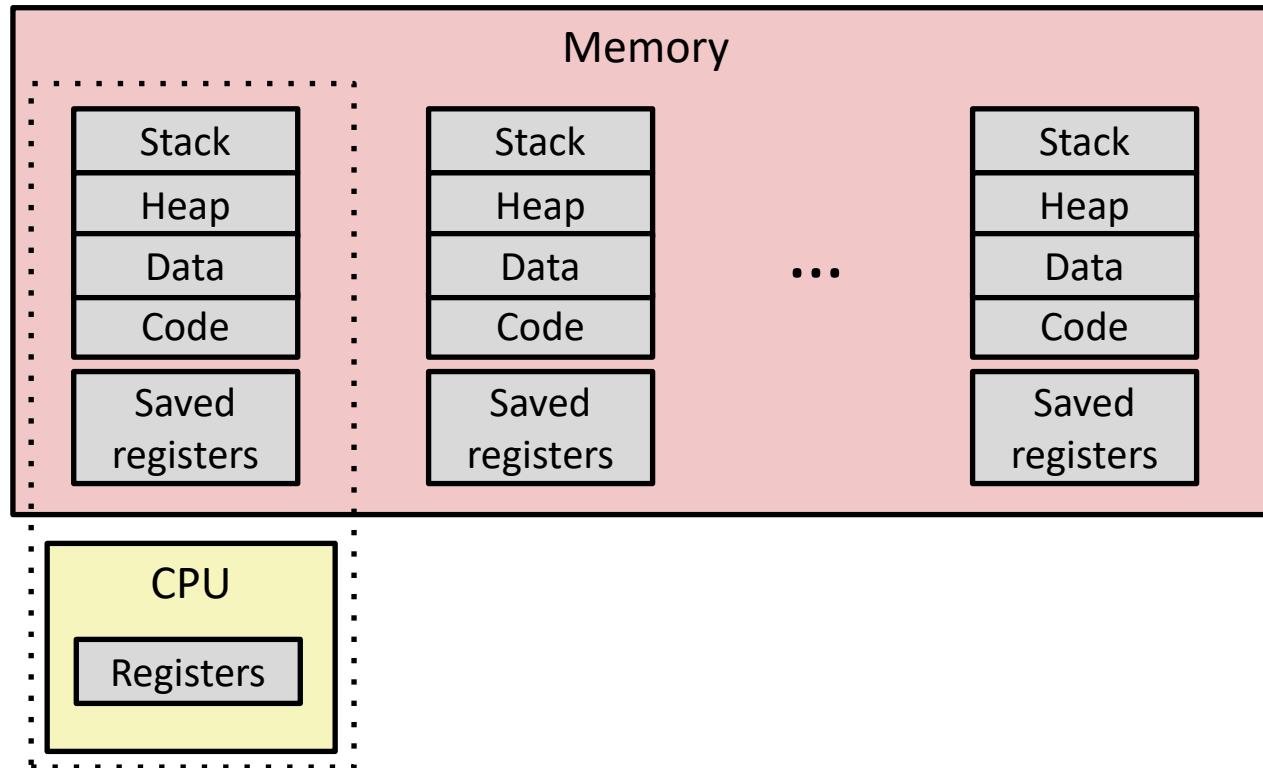 Memory
Stack
Heap
Data
Code
Saved
registers
Stack
Heap
Data
Code
Saved
registers
...
Stack
Heap
Data
Code
Saved
registers
CPU
Registers